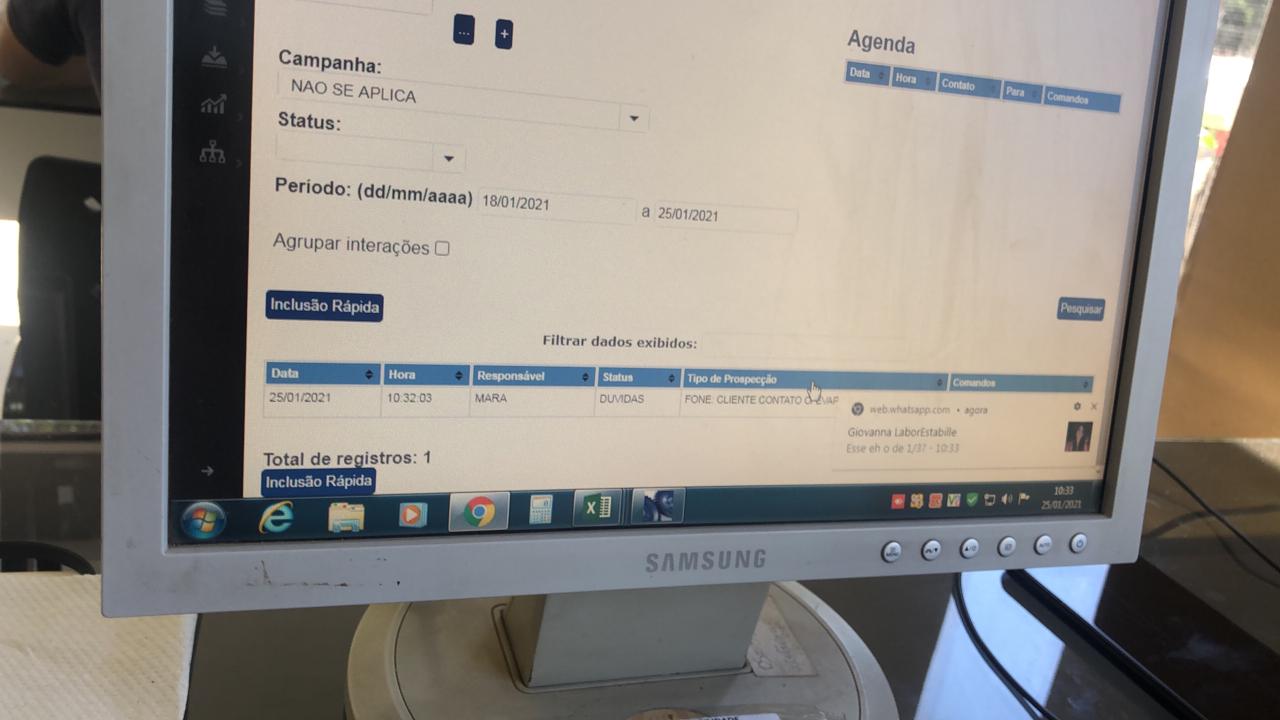 ... +
Agenda
Data Hora Contato Para Comandos
Campanha:
NAO SE APLICA
Status:
Período: (dd/mm/aaaa) 18/01/2021 a 25/01/2021
Agrupar interações
Inclusão Rápida
Pesquisar
Filtrar dados exibidos:
Data Hora Responsável Status Tipo de Prospecção Comandos
25/01/2021 10:32:03 MARA DUVIDAS FONE: CLIENTE CONTATO
web.whatsapp.com • agora
Giovanna LaborEstabille
Esse eh o de 1/3? - 10:33
Total de registros: 1
Inclusão Rápida
10:33
25/01/2021
SAMSUNG
MENU
AUTO